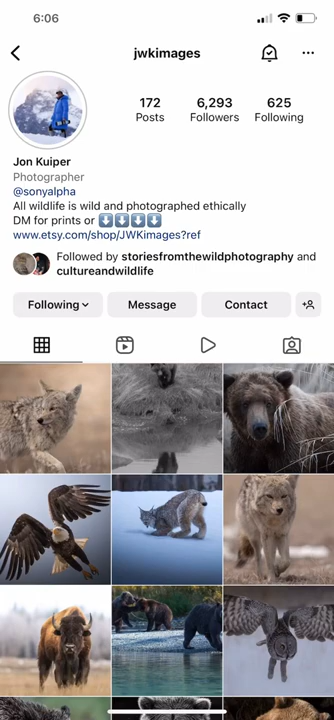 6:06
jwkimages
172 6,293 625
Posts Followers Following
Jon Kuiper
Photographer
@sonyalpha
All wildlife is wild and photographed ethically
DM for prints or ⬇️⬇️⬇️⬇️
www.etsy.com/shop/JWKimages?ref
Followed by storiesfromthewildphotography and
cultureandwildlife
Following Message Contact